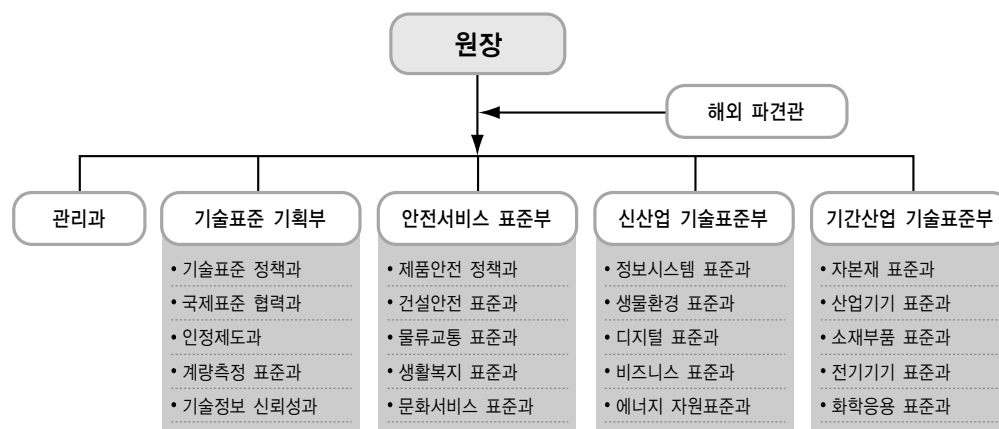 원장
해외 파견관
관리과
기술표준 기획부
안전서비스 표준부
신산업 기술표준부
기간산업 기술표준부
• 기술표준 정책과
• 국제표준 협력과
• 인정제도과
• 계량측정 표준과
• 기술정보 신뢰성과
• 제품안전 정책과
• 건설안전 표준과
• 물류교통 표준과
• 생활복지 표준과
• 문화서비스 표준과
• 정보시스템 표준과
• 생물환경 표준과
• 디지털 표준과
• 비즈니스 표준과
• 에너지 자원표준과
• 자본재 표준과
• 산업기기 표준과
• 소재부품 표준과
• 전기기기 표준과
• 화학응용 표준과